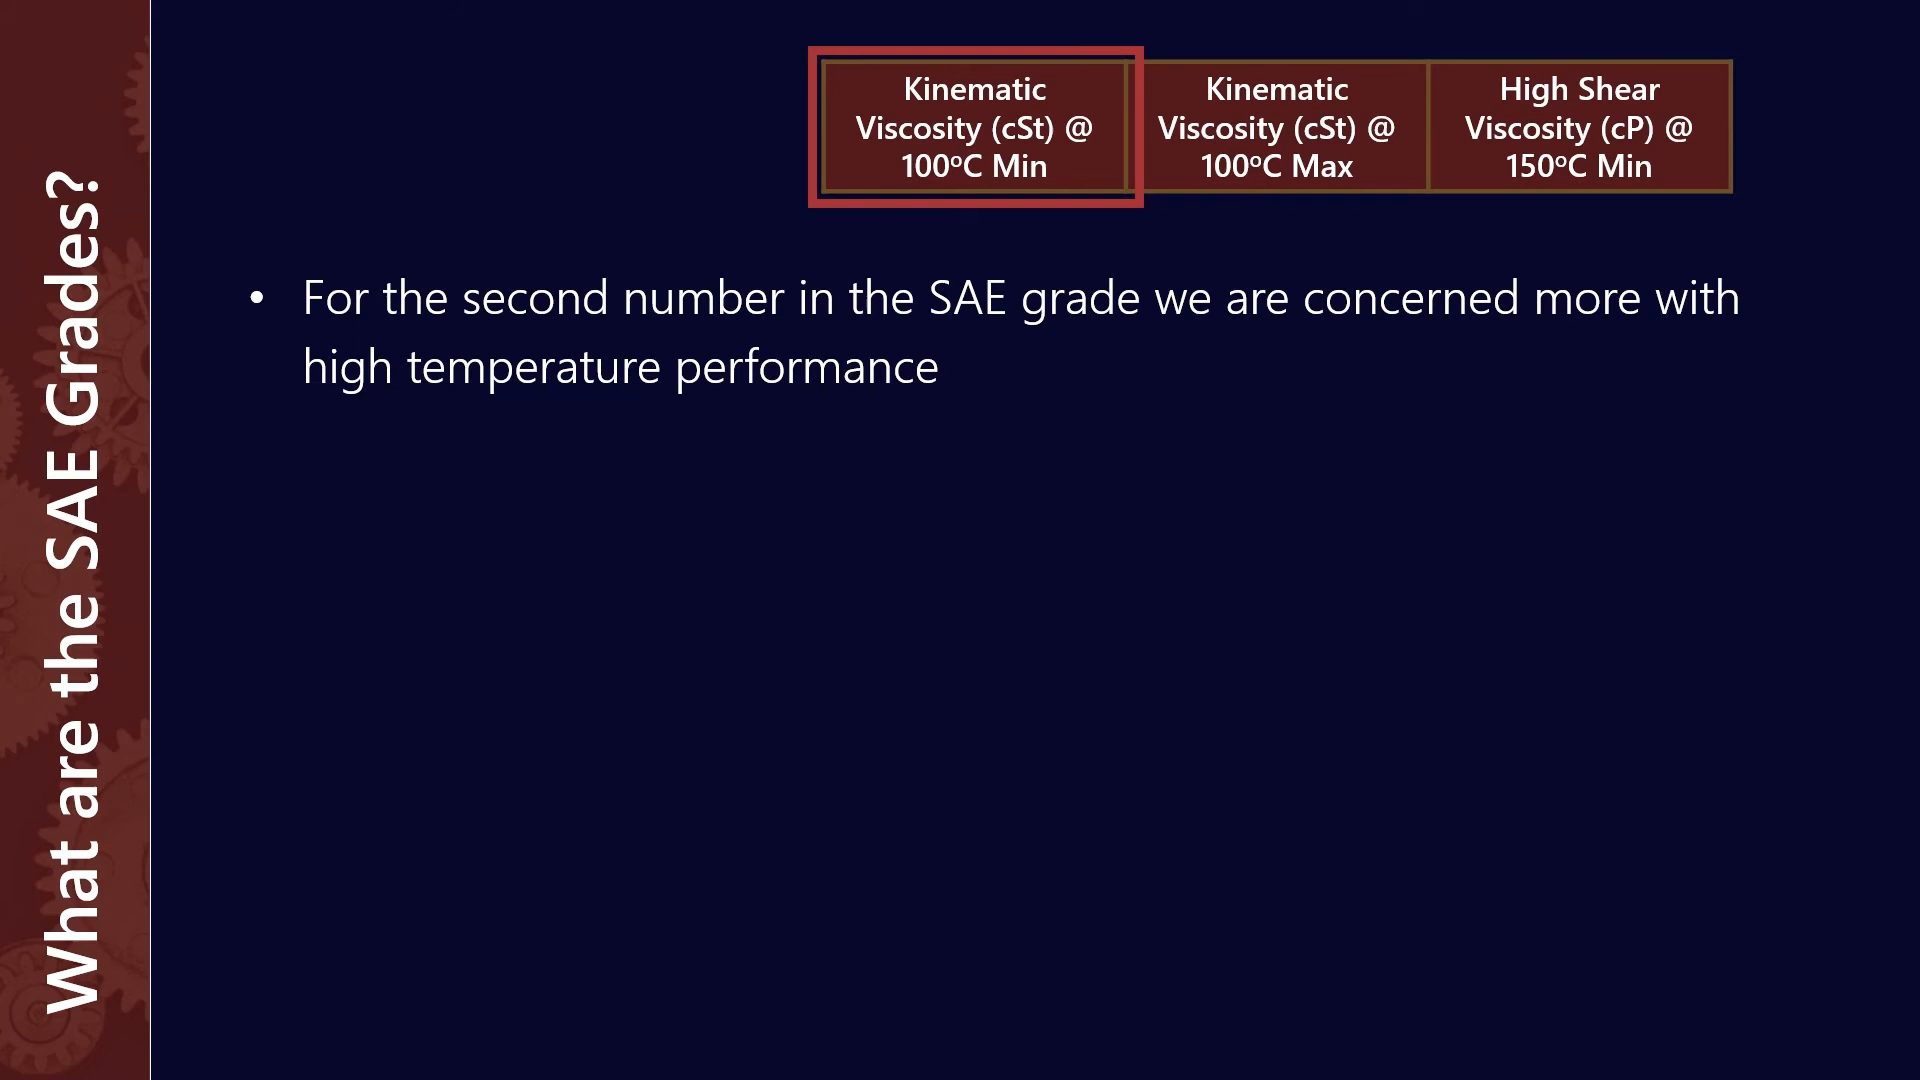 What are the SAE Grades?
Kinematic
Viscosity (cSt) @
100ºC Min
Kinematic
Viscosity (cSt) @
100ºC Max
High Shear
Viscosity (cP) @
150ºC Min
• For the second number in the SAE grade we are concerned more with
high temperature performance